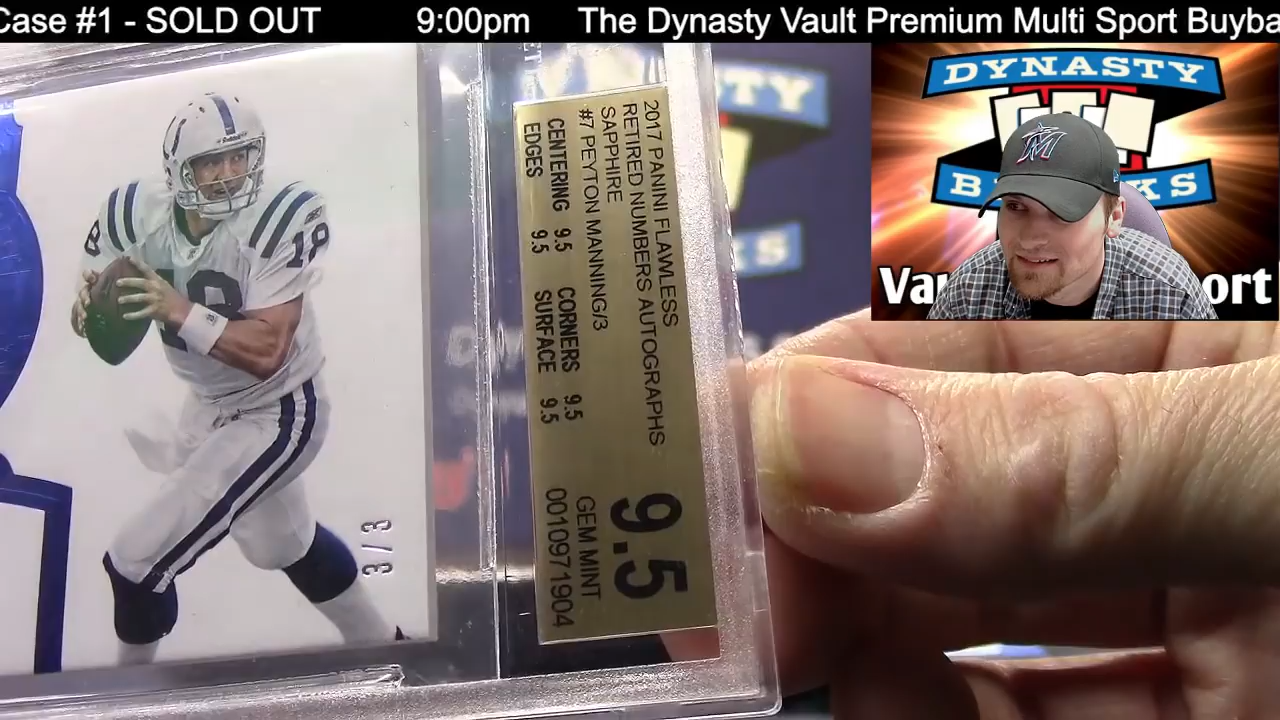 Case #1 - SOLD OUT 9:00pm The Dynasty Vault Premium Multi Sport Buyba
DYNASTY
Va ort
18
3/3
2017 PANINI FLAWLESS
RETIRED NUMBERS AUTOGRAPHS
SAPPHIRE
#7 PEYTON MANNING/3
CENTERING 9.5 CORNERS 9.5
EDGES 9.5 SURFACE 9.5
9.5
GEM MINT
0010971904